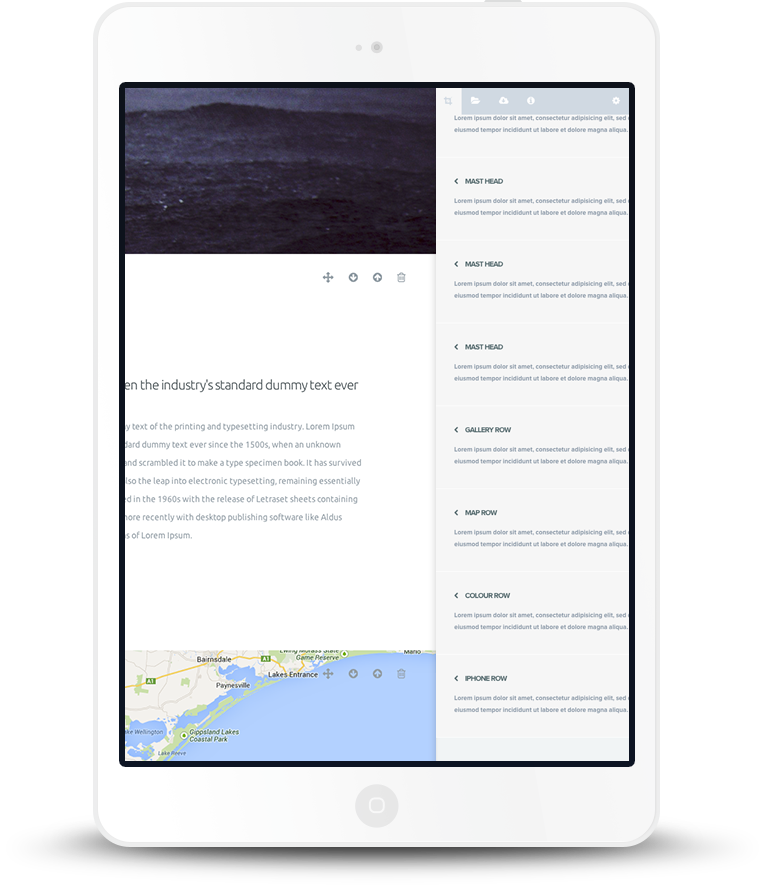 en the industry's standard dummy text ever
y text of the printing and typesetting industry. Lorem Ipsum
dard dummy text ever since the 1500s, when an unknown
and scrambled it to make a type specimen book. It has survived
lso the leap into electronic typesetting, remaining essentially
ed in the 1960s with the release of Letraset sheets containing
more recently with desktop publishing software like Aldus
s of Lorem Ipsum.
Game Reserve
Bairnsdale
A1
Lakes Entrance
A1
Paynesville
Wellington
Gippsland Lakes
Coastal Park
Lake Reeve
Lorem ipsum dolor sit amet, consectetur adipisicing elit, sed
eiusmod tempor incididunt ut labore et dolore magna aliqua.
MAST HEAD
Lorem ipsum dolor sit amet, consectetur adipisicing elit, sed
eiusmod tempor incididunt ut labore et dolore magna aliqua.
MAST HEAD
Lorem ipsum dolor sit amet, consectetur adipisicing elit, sed
eiusmod tempor incididunt ut labore et dolore magna aliqua.
MAST HEAD
Lorem ipsum dolor sit amet, consectetur adipisicing elit, sed
eiusmod tempor incididunt ut labore et dolore magna aliqua.
GALLERY ROW
Lorem ipsum dolor sit amet, consectetur adipisicing elit, sed
eiusmod tempor incididunt ut labore et dolore magna aliqua.
MAP ROW
Lorem ipsum dolor sit amet, consectetur adipisicing elit, sed
eiusmod tempor incididunt ut labore et dolore magna aliqua.
COLOUR ROW
Lorem ipsum dolor sit amet, consectetur adipisicing elit, sed
eiusmod tempor incididunt ut labore et dolore magna aliqua.
IPHONE ROW
Lorem ipsum dolor sit amet, consectetur adipisicing elit, sed
eiusmod tempor incididunt ut labore et dolore magna aliqua.